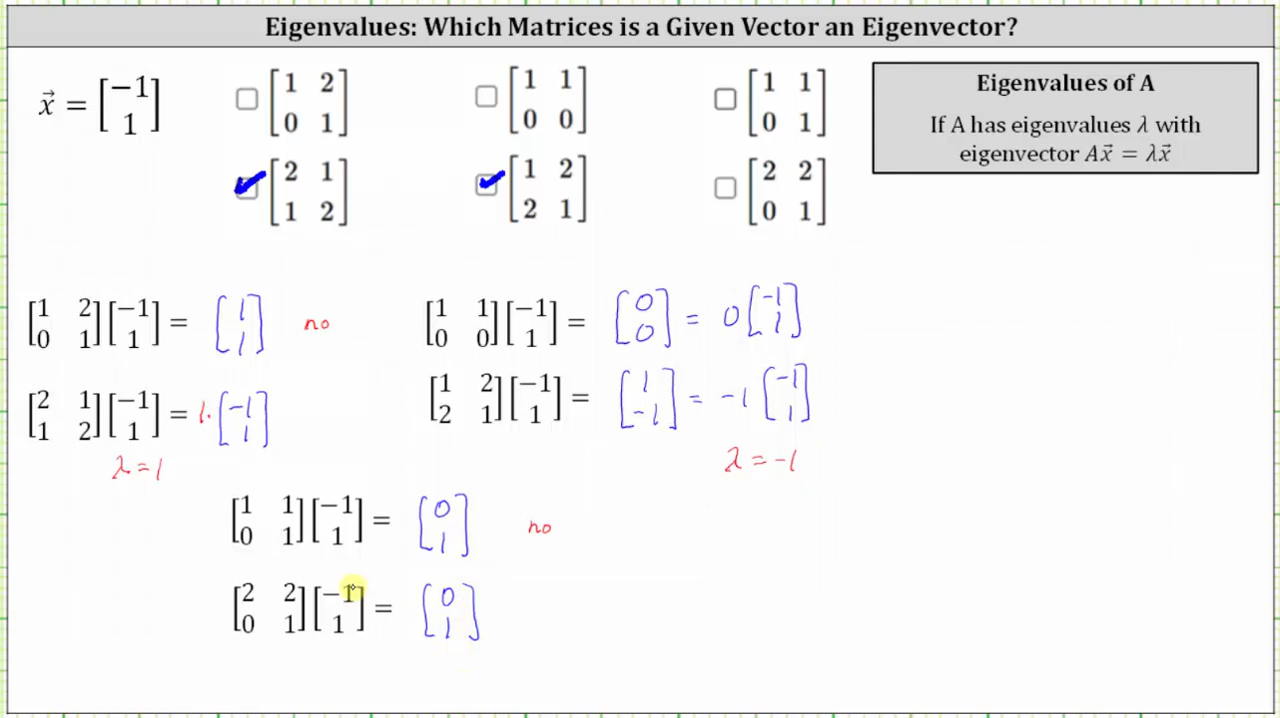 Eigenvalues: Which Matrices is a Given Vector an Eigenvector?
x⃗ = [−1; 1]
☐ [1 2; 0 1] ☐ [1 1; 0 0] ☐ [1 1; 0 1]
✔ [2 1; 1 2] ✔ [1 2; 2 1] ☐ [2 2; 0 1]
Eigenvalues of A
If A has eigenvalues λ with
eigenvector Ax⃗ = λx⃗
[1 2; 0 1][−1; 1] = [1; 1] no
[1 1; 0 0][−1; 1] = [0; 0] = 0[−1; 1]
[2 1; 1 2][−1; 1] = 1·[−1; 1]
λ = 1
[1 2; 2 1][−1; 1] = [1; −1] = −1[−1; 1]
λ = −1
[1 1; 0 1][−1; 1] = [0; 1] no
[2 2; 0 1][−1; 1] = [0; 1]